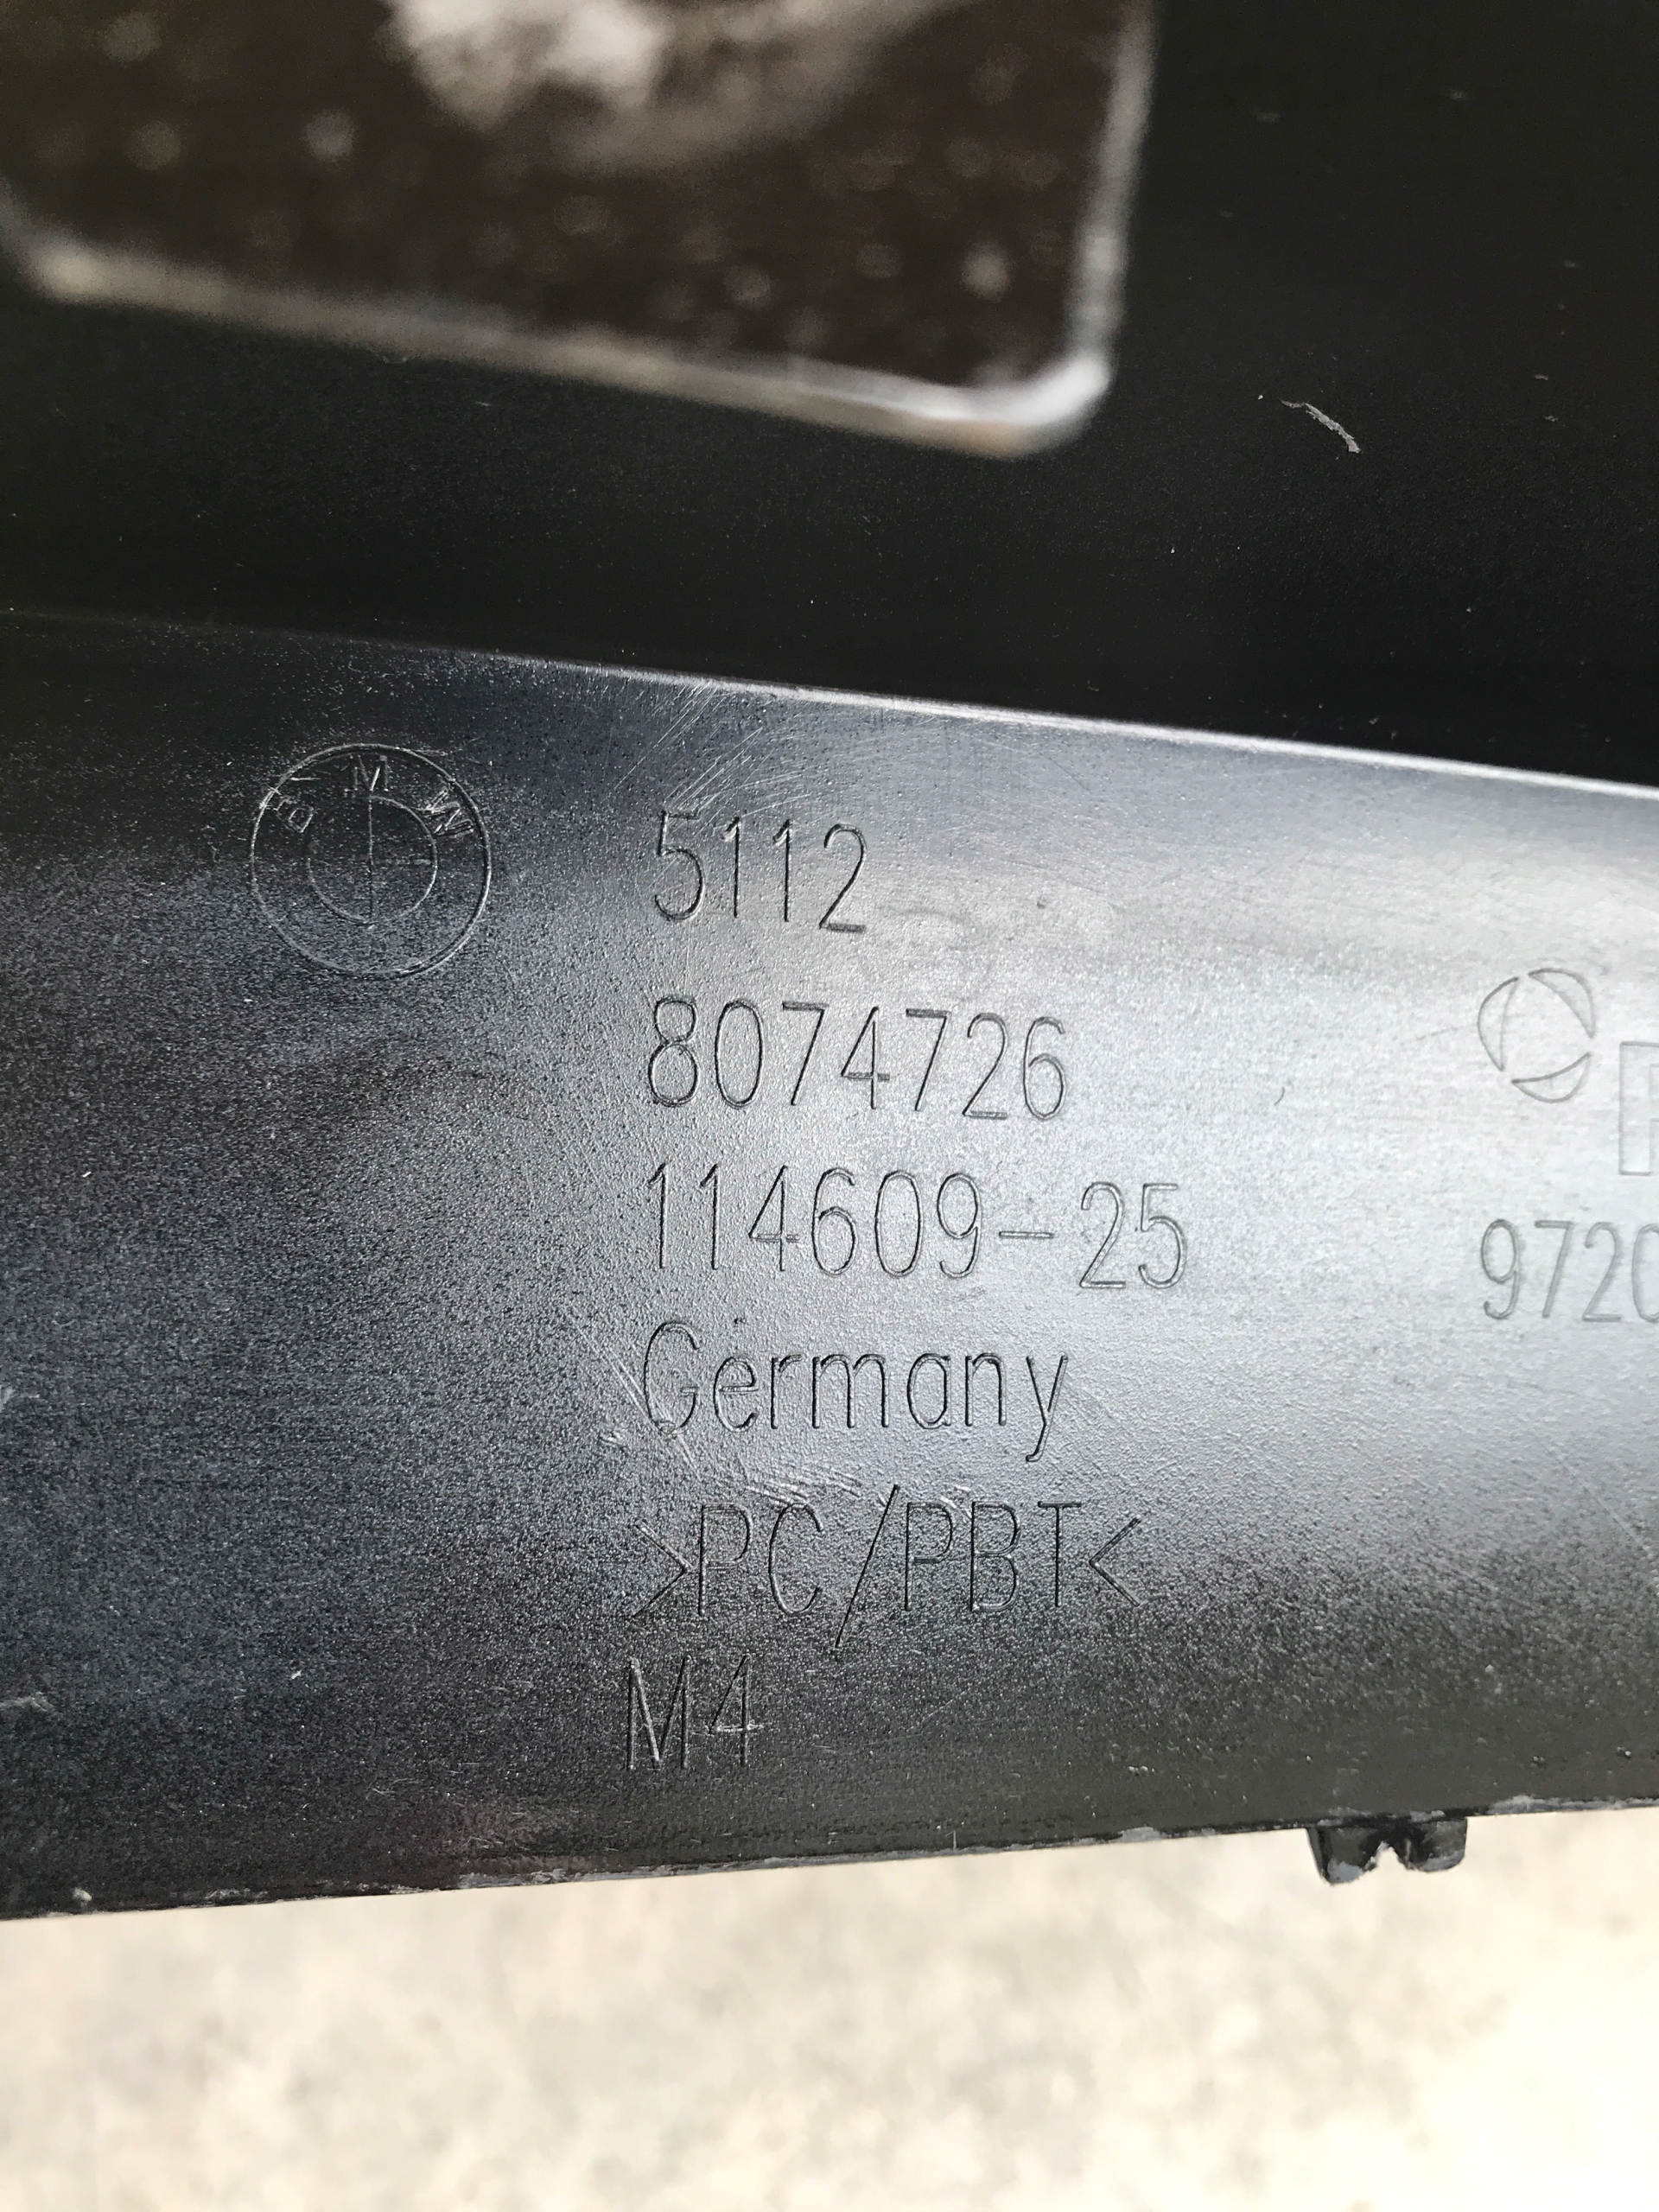 BMW
5112
8074726
114609-25
Germany
>PC/PBT<
M4
9720